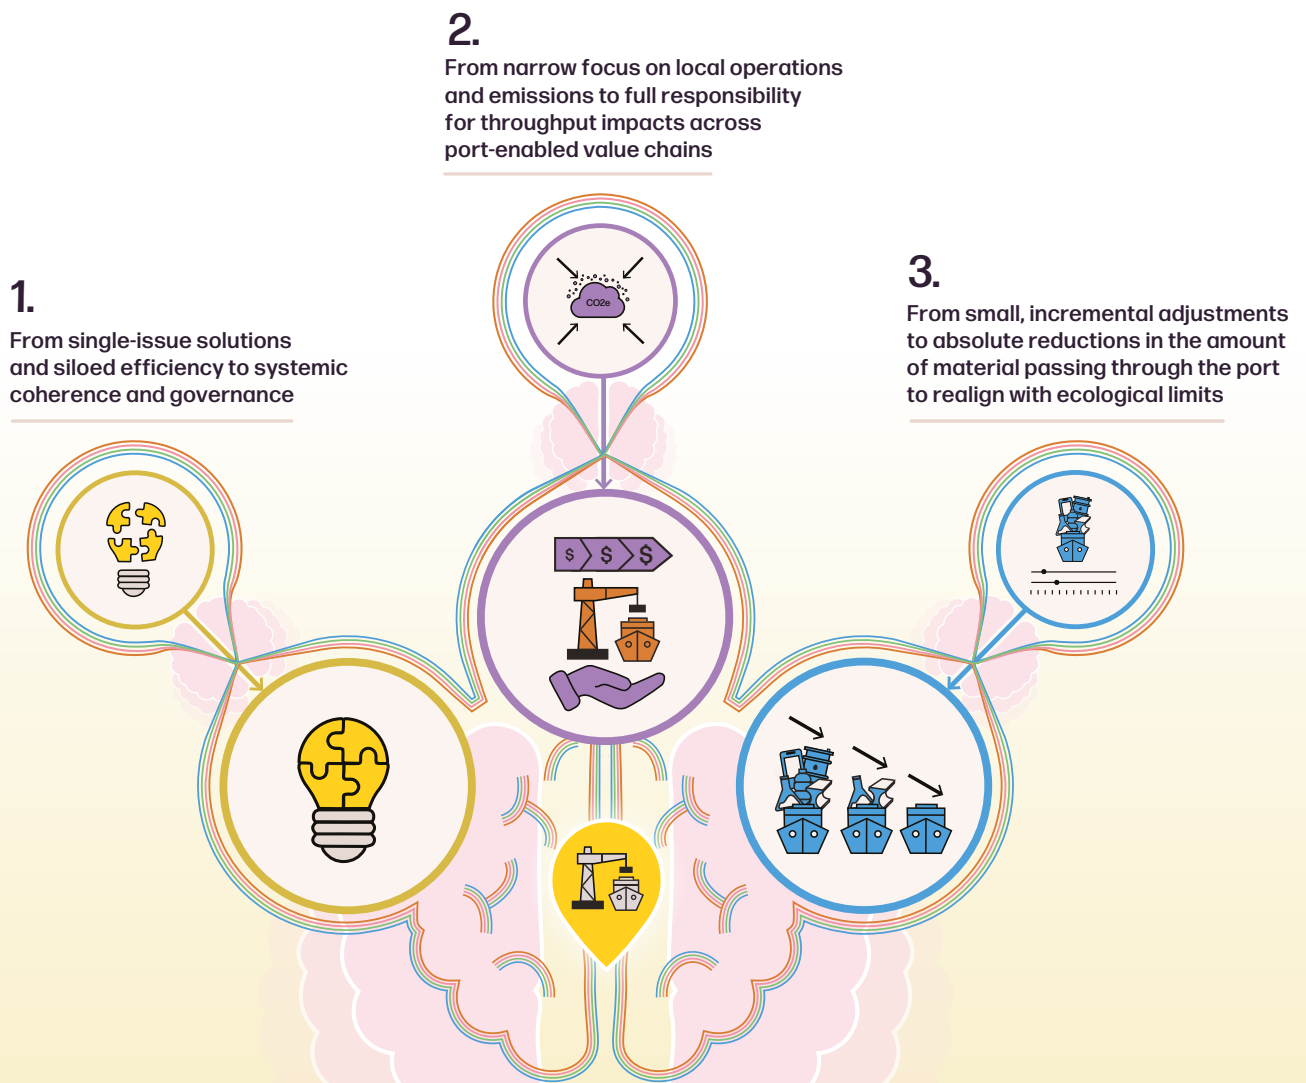 1.
From single-issue solutions
and siloed efficiency to systemic
coherence and governance
2.
From narrow focus on local operations
and emissions to full responsibility
for throughput impacts across
port-enabled value chains
3.
From small, incremental adjustments
to absolute reductions in the amount
of material passing through the port
to realign with ecological limits
CO2e
$ $ $